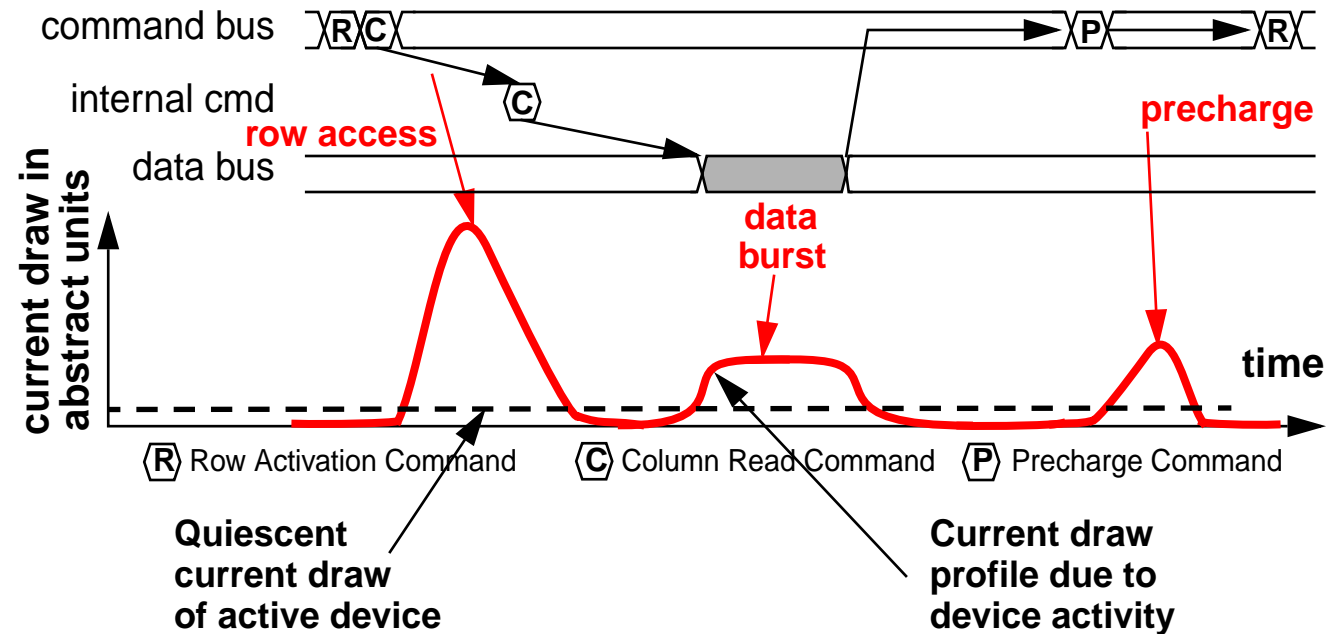 command bus
R C P R
internal cmd
C
row access
precharge
data bus
data
burst
current draw in
abstract units
time
R Row Activation Command
C Column Read Command
P Precharge Command
Quiescent
current draw
of active device
Current draw
profile due to
device activity